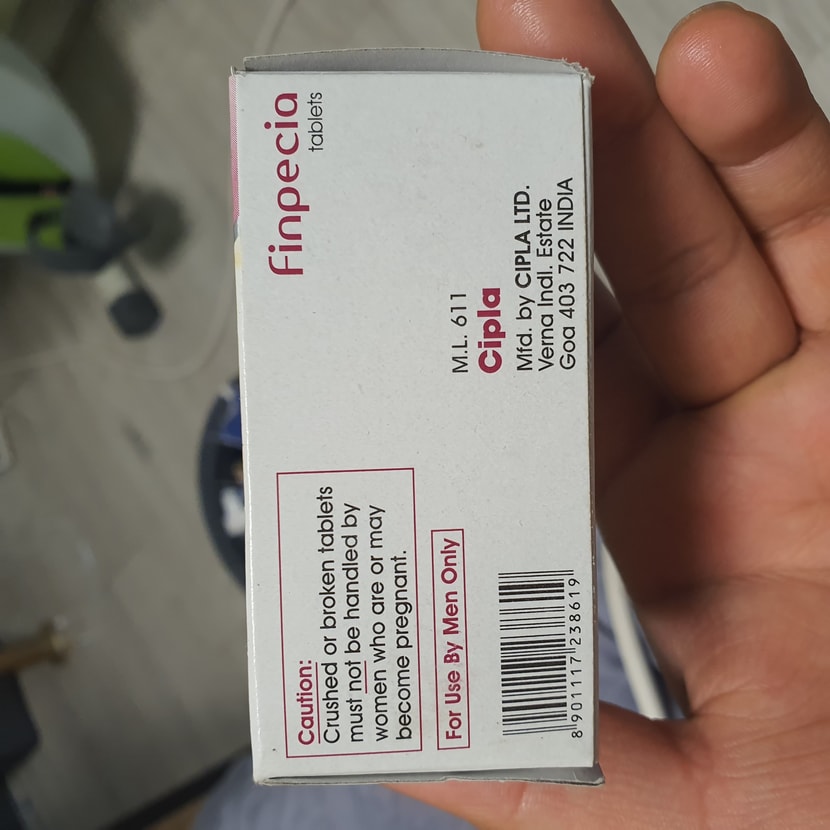 Finpecia
tablets
M.L. 611
Cipla
Mfd. by CIPLA LTD.
Verna Indl. Estate
Goa 403 722 INDIA
Caution:
Crushed or broken tablets
must not be handled by
women who are or may
become pregnant.
For Use By Men Only
8 901117 238619